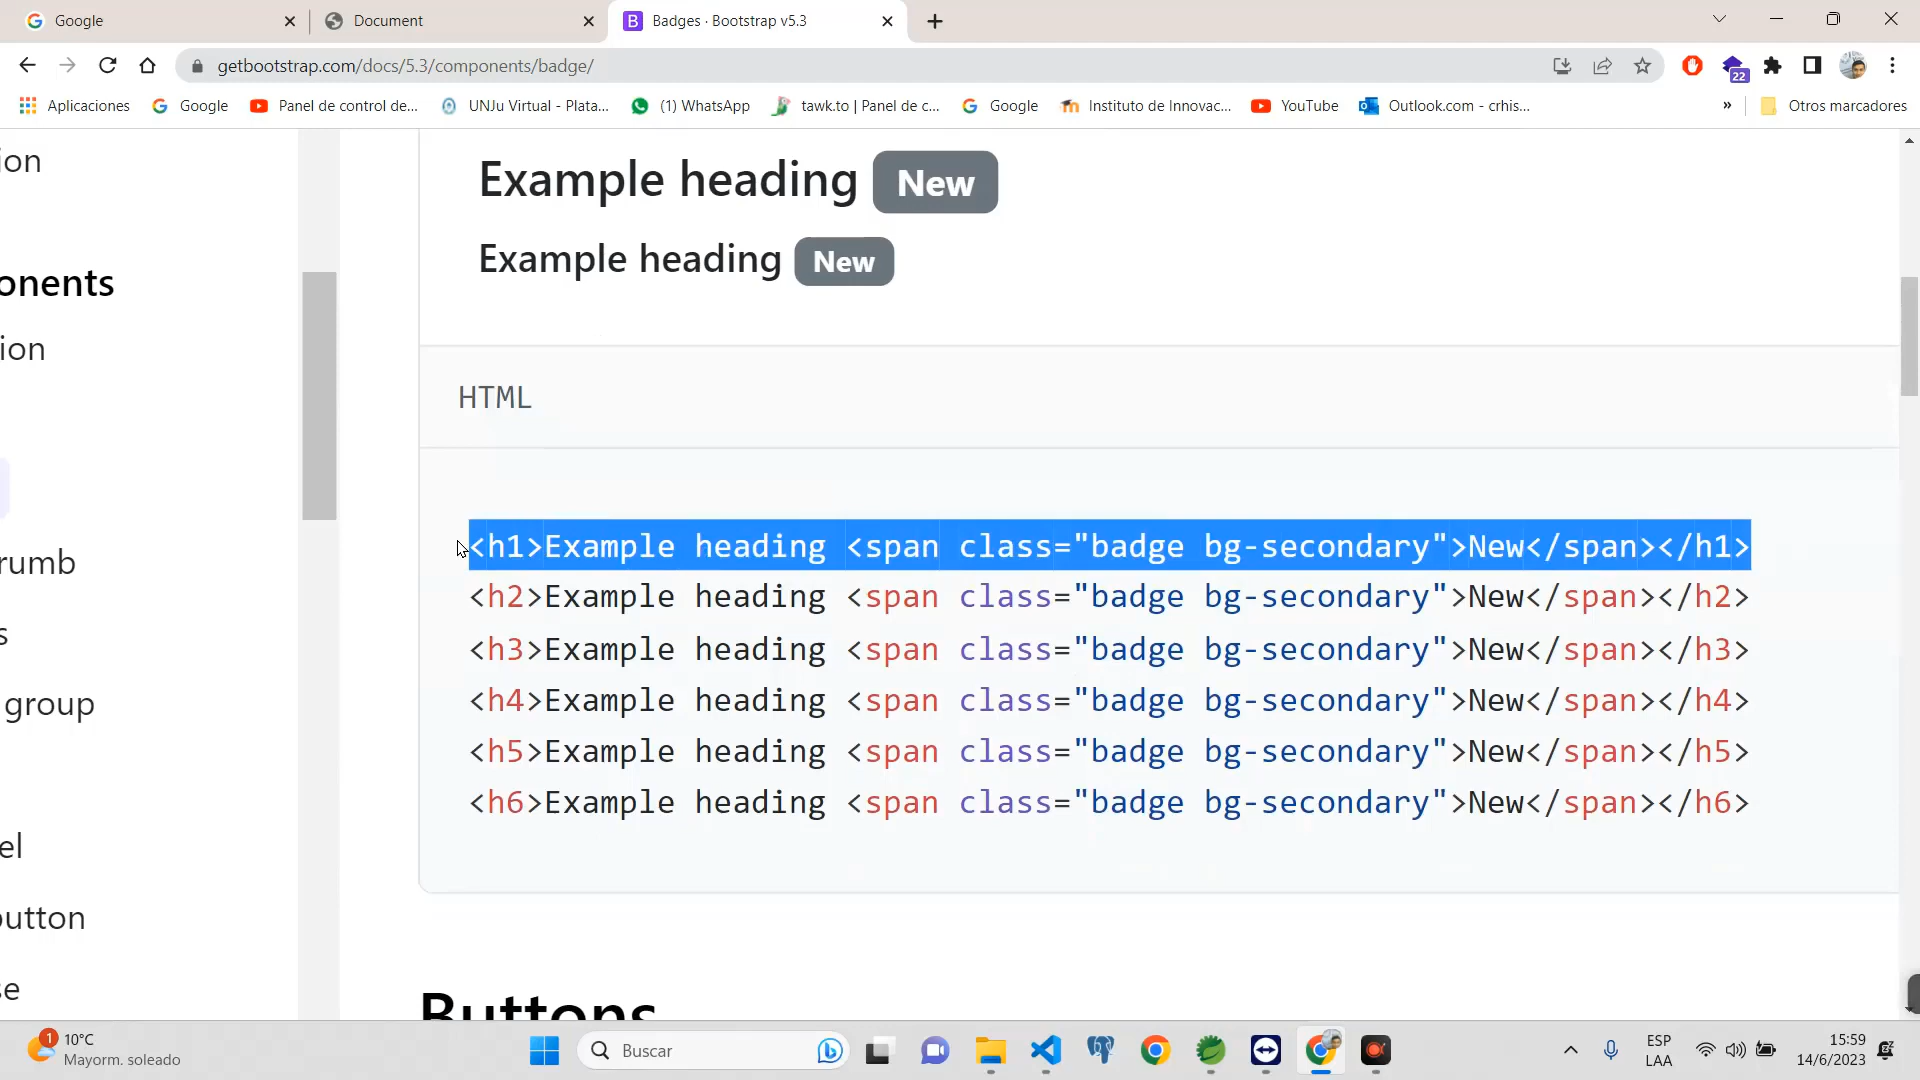 Google
Document
Badges · Bootstrap v5.3
getbootstrap.com/docs/5.3/components/badge/
22
Aplicaciones
Google
Panel de control de...
UNJu Virtual - Plata...
(1) WhatsApp
tawk.to | Panel de c...
Google
Instituto de Innovac...
YouTube
Outlook.com - crhis...
»
Otros marcadores
ion
onents
ion
rumb
s
group
el
button
se
Example heading New
Example heading New
HTML
<h1>Example heading <span class="badge bg-secondary">New</span></h1>
<h2>Example heading <span class="badge bg-secondary">New</span></h2>
<h3>Example heading <span class="badge bg-secondary">New</span></h3>
<h4>Example heading <span class="badge bg-secondary">New</span></h4>
<h5>Example heading <span class="badge bg-secondary">New</span></h5>
<h6>Example heading <span class="badge bg-secondary">New</span></h6>
Buttons
1
10°C
Mayorm. soleado
Buscar
ESP
LAA
15:59
14/6/2023